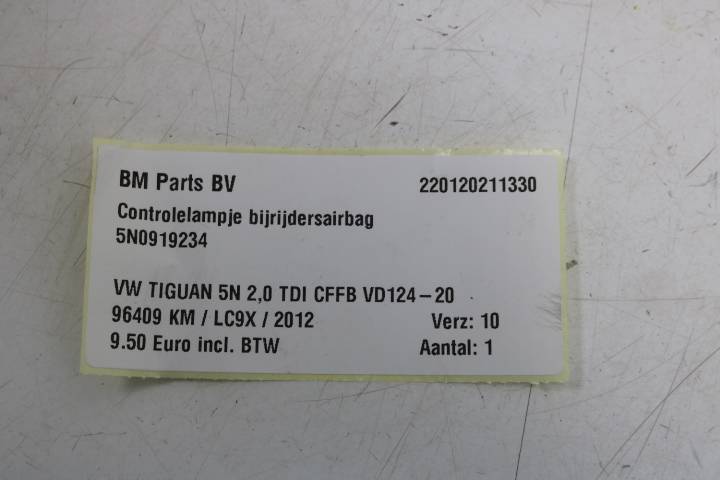 BM Parts BV 220120211330
Controlelampje bijrijdersairbag
5N0919234
VW TIGUAN 5N 2,0 TDI CFFB VD124-20
96409 KM / LC9X / 2012 Verz: 10
9.50 Euro incl. BTW Aantal: 1